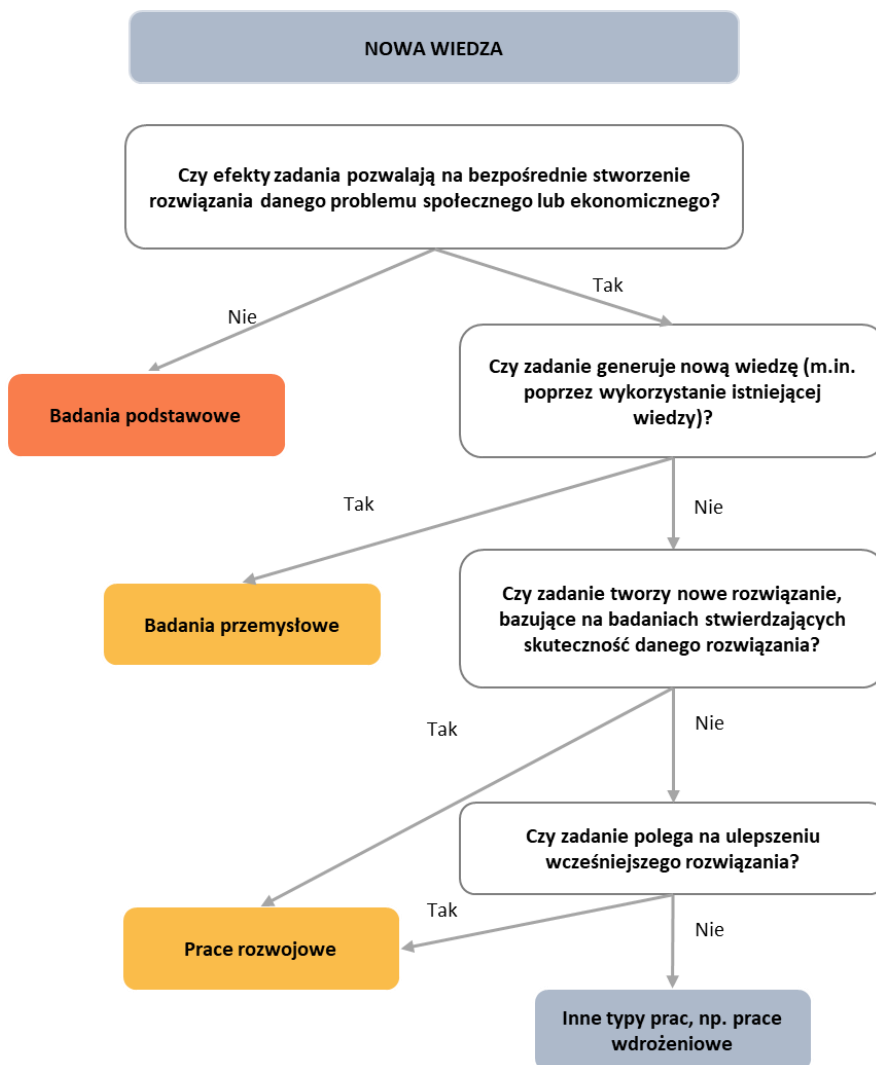 NOWA WIEDZA
Czy efekty zadania pozwalają na bezpośrednie stworzenie
rozwiązania danego problemu społecznego lub ekonomicznego?
Nie
Tak
Badania podstawowe
Czy zadanie generuje nową wiedzę (m.in.
poprzez wykorzystanie istniejącej
wiedzy)?
Tak
Nie
Badania przemysłowe
Czy zadanie tworzy nowe rozwiązanie,
bazujące na badaniach stwierdzających
skuteczność danego rozwiązania?
Tak
Nie
Czy zadanie polega na ulepszeniu
wcześniejszego rozwiązania?
Tak
Nie
Prace rozwojowe
Inne typy prac, np. prace
wdrożeniowe